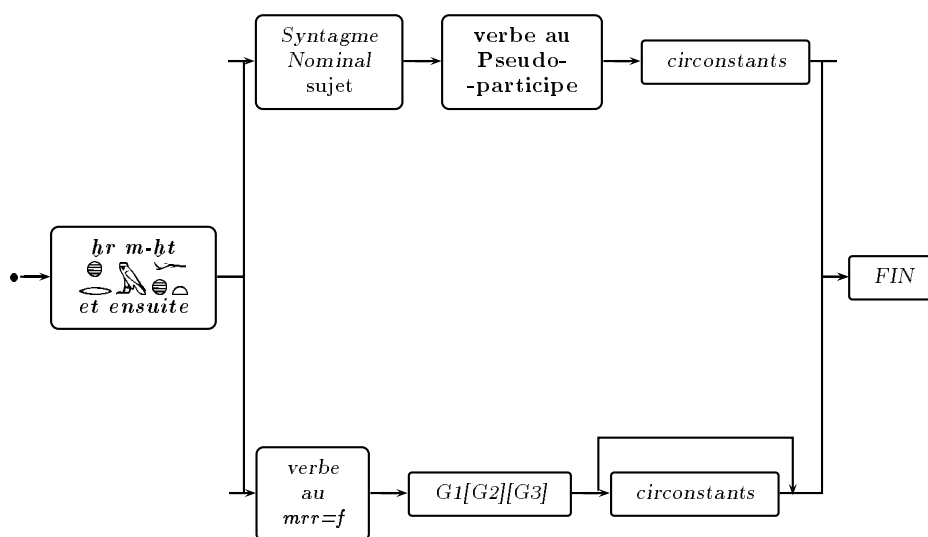 Syntagme
Nominal
sujet
verbe au
Pseudo-
-participe
circonstants
ḫr m-ḫt
𓐍𓂋𓅓𓆱𓐍𓏏
et ensuite
FIN
verbe
au
mrr=f
G1[G2][G3]
circonstants